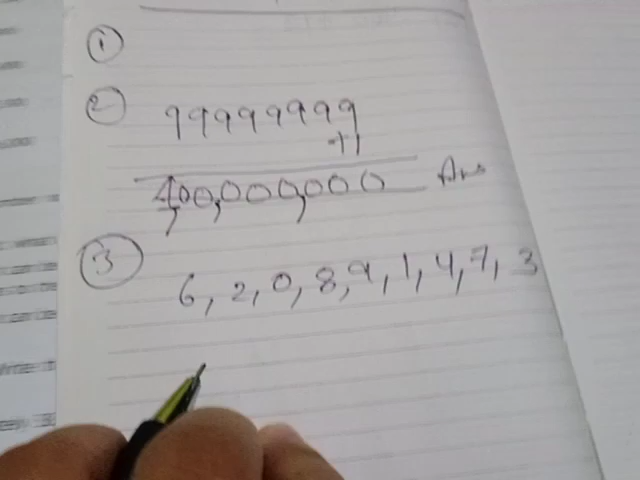 1
2 99999999
+1
100,000,000 Ans
3
6, 2, 0, 8, 9, 1, 4, 7, 3